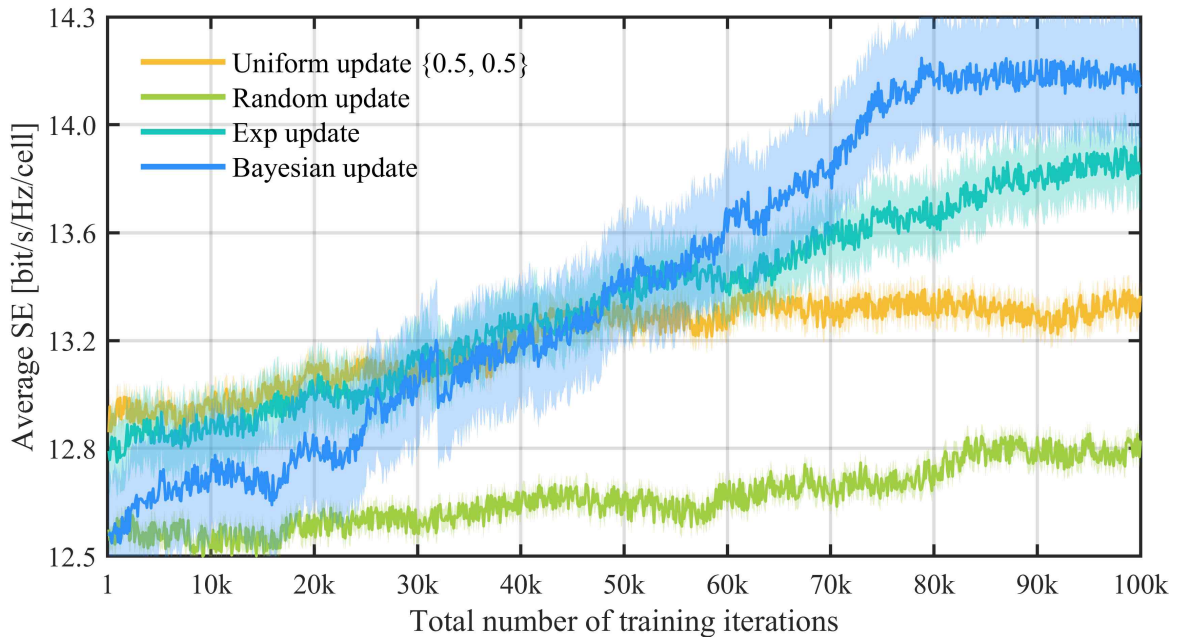 14.3
14.0
13.6
13.2
12.8
12.5
Average SE [bit/s/Hz/cell]
Uniform update {0.5, 0.5}
Random update
Exp update
Bayesian update
1 10k 20k 30k 40k 50k 60k 70k 80k 90k 100k
Total number of training iterations